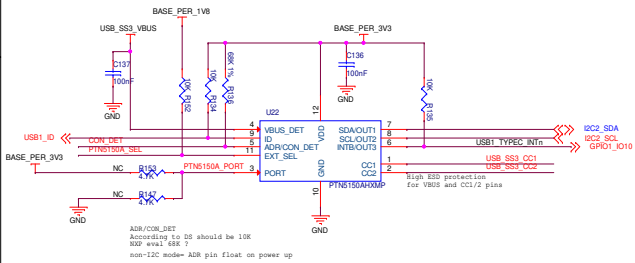 BASE_PER_1V8
USB_SS3_VBUS
BASE_PER_3V3
C137
100nF
GND
10K
R152
10K
R134
68K 1%
R136
C136
100nF
GND
10K
R135
U22
4
VBUS_DET
12
VDD
SDA/OUT1
7
I2C2_SDA
USB1_ID
9
ID
SCL/OUT2
8
I2C2_SCL
CON_DET
5
ADR/CON_DET
INTB/OUT3
6
USB1_TYPEC_INTn
GPIO1_IO10
PTN5150A_SEL
11
EXT_SEL
BASE_PER_3V3
NC
R153
4.7K
PTN5150A_PORT
3
PORT
GND
10
CC1
1
USB_SS3_CC1
CC2
2
USB_SS3_CC2
PTN5150AHXMP
High ESD protection
for VBUS and CC1/2 pins
NC
R147
4.7K
GND
GND
ADR/CON_DET
According to DS should be 10K
NXP eval 68K ?
non-I2C mode= ADR pin float on power up